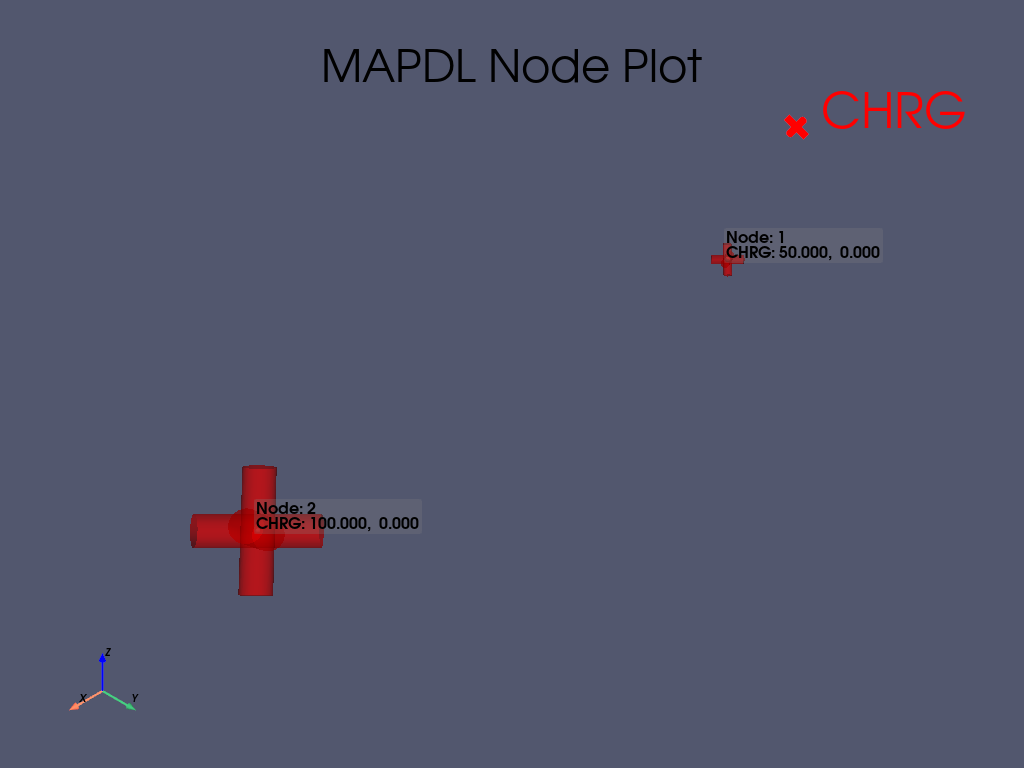 MAPDL Node Plot
CHRG
Node: 1
CHRG: 50.000, 0.000
Node: 2
CHRG: 100.000, 0.000
Z
X
Y